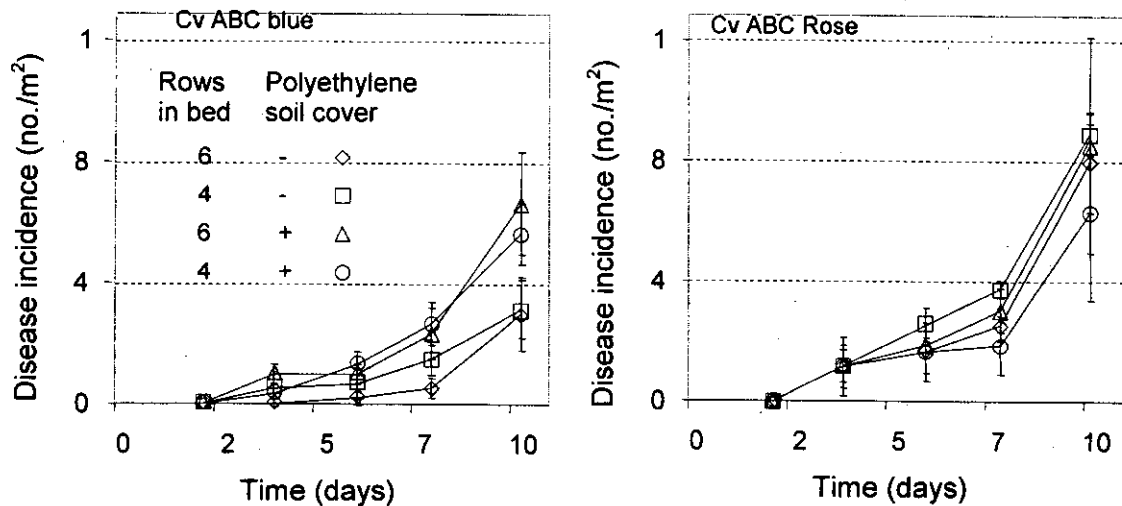 Cv ABC blue
1
8
4
0
Disease incidence (no./m²)
Rows in bed
Polyethylene soil cover
6 -
4 -
6 +
4 +
0 2 5 7 10
Time (days)
Cv ABC Rose
1
8
4
0
Disease incidence (no./m²)
0 2 5 7 10
Time (days)